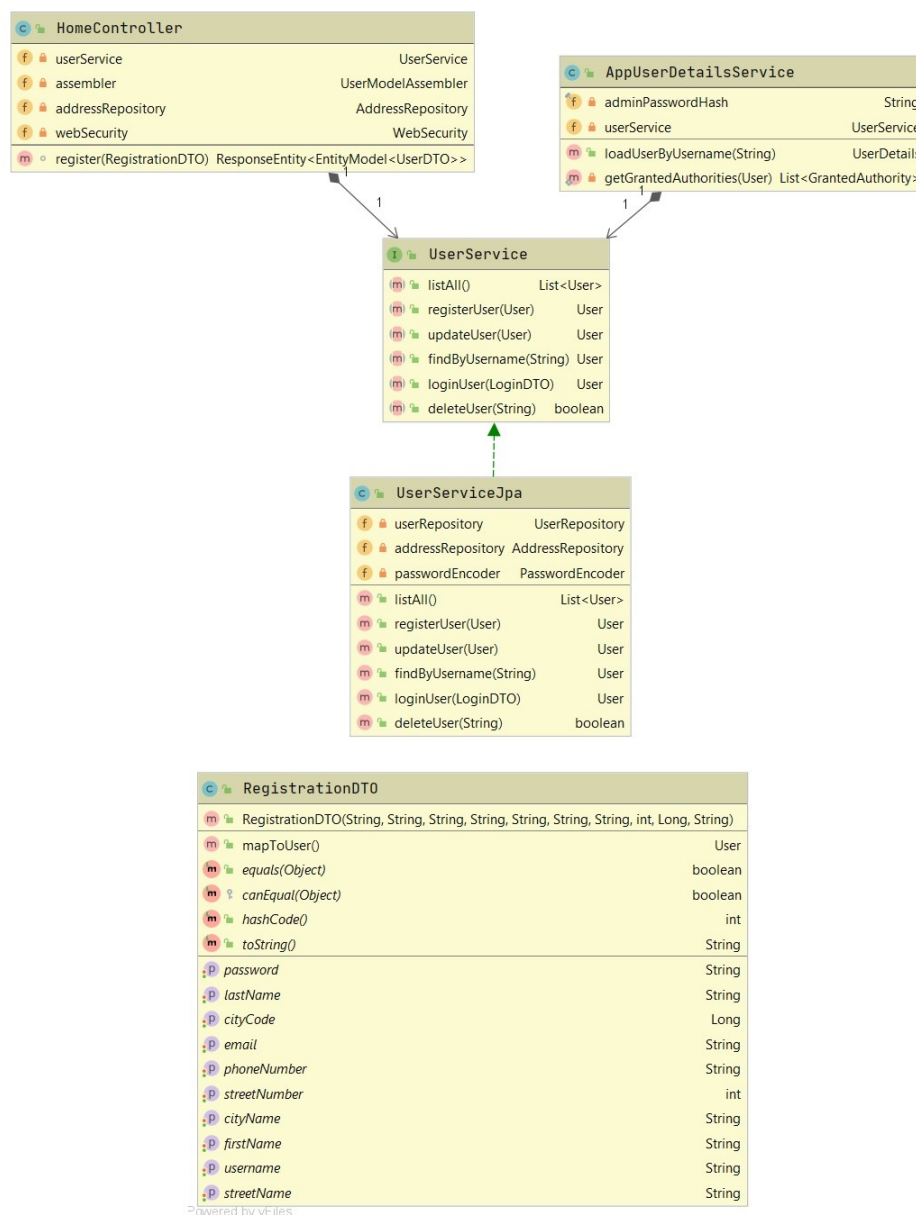 HomeController
userService UserService
assembler UserModelAssembler
addressRepository AddressRepository
webSecurity WebSecurity
register(RegistrationDTO) ResponseEntity<EntityModel<UserDTO>>
AppUserDetailsService
adminPasswordHash String
userService UserService
loadUserByUsername(String) UserDetails
getGrantedAuthorities(User) List<GrantedAuthority>
1
1
1
1
UserService
listAll() List<User>
registerUser(User) User
updateUser(User) User
findByUsername(String) User
loginUser(LoginDTO) User
deleteUser(String) boolean
UserServiceJpa
userRepository UserRepository
addressRepository AddressRepository
passwordEncoder PasswordEncoder
listAll() List<User>
registerUser(User) User
updateUser(User) User
findByUsername(String) User
loginUser(LoginDTO) User
deleteUser(String) boolean
RegistrationDTO
RegistrationDTO(String, String, String, String, String, String, String, int, Long, String)
mapToUser() User
equals(Object) boolean
canEqual(Object) boolean
hashCode() int
toString() String
password String
lastName String
cityCode Long
email String
phoneNumber String
streetNumber int
cityName String
firstName String
username String
streetName String
Powered by yFiles